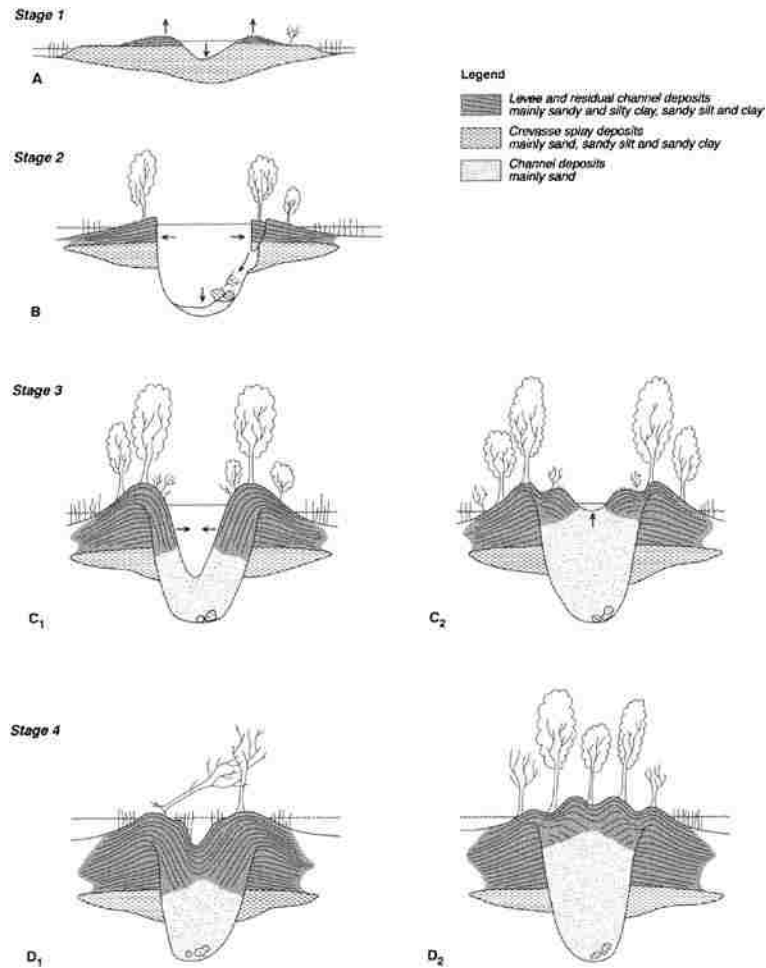 Stage 1
A
Legend
Levee and residual channel deposits
mainly sandy and silty clay, sandy silt and clay
Crevasse splay deposits
mainly sand, sandy silt and sandy clay
Channel deposits
mainly sand
Stage 2
B
Stage 3
C1
C2
Stage 4
D1
D2